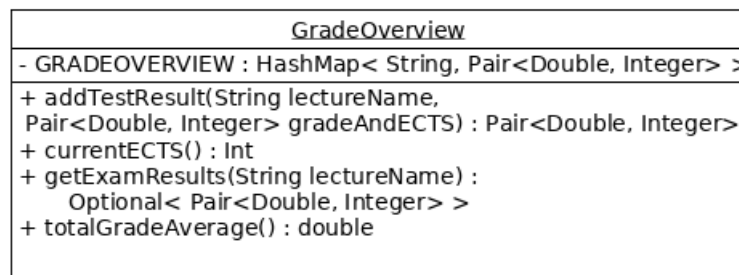 GradeOverview
- GRADEOVERVIEW : HashMap< String, Pair<Double, Integer> >
+ addTestResult(String lectureName,
Pair<Double, Integer> gradeAndECTS) : Pair<Double, Integer>
+ currentECTS() : Int
+ getExamResults(String lectureName) :
Optional< Pair<Double, Integer> >
+ totalGradeAverage() : double